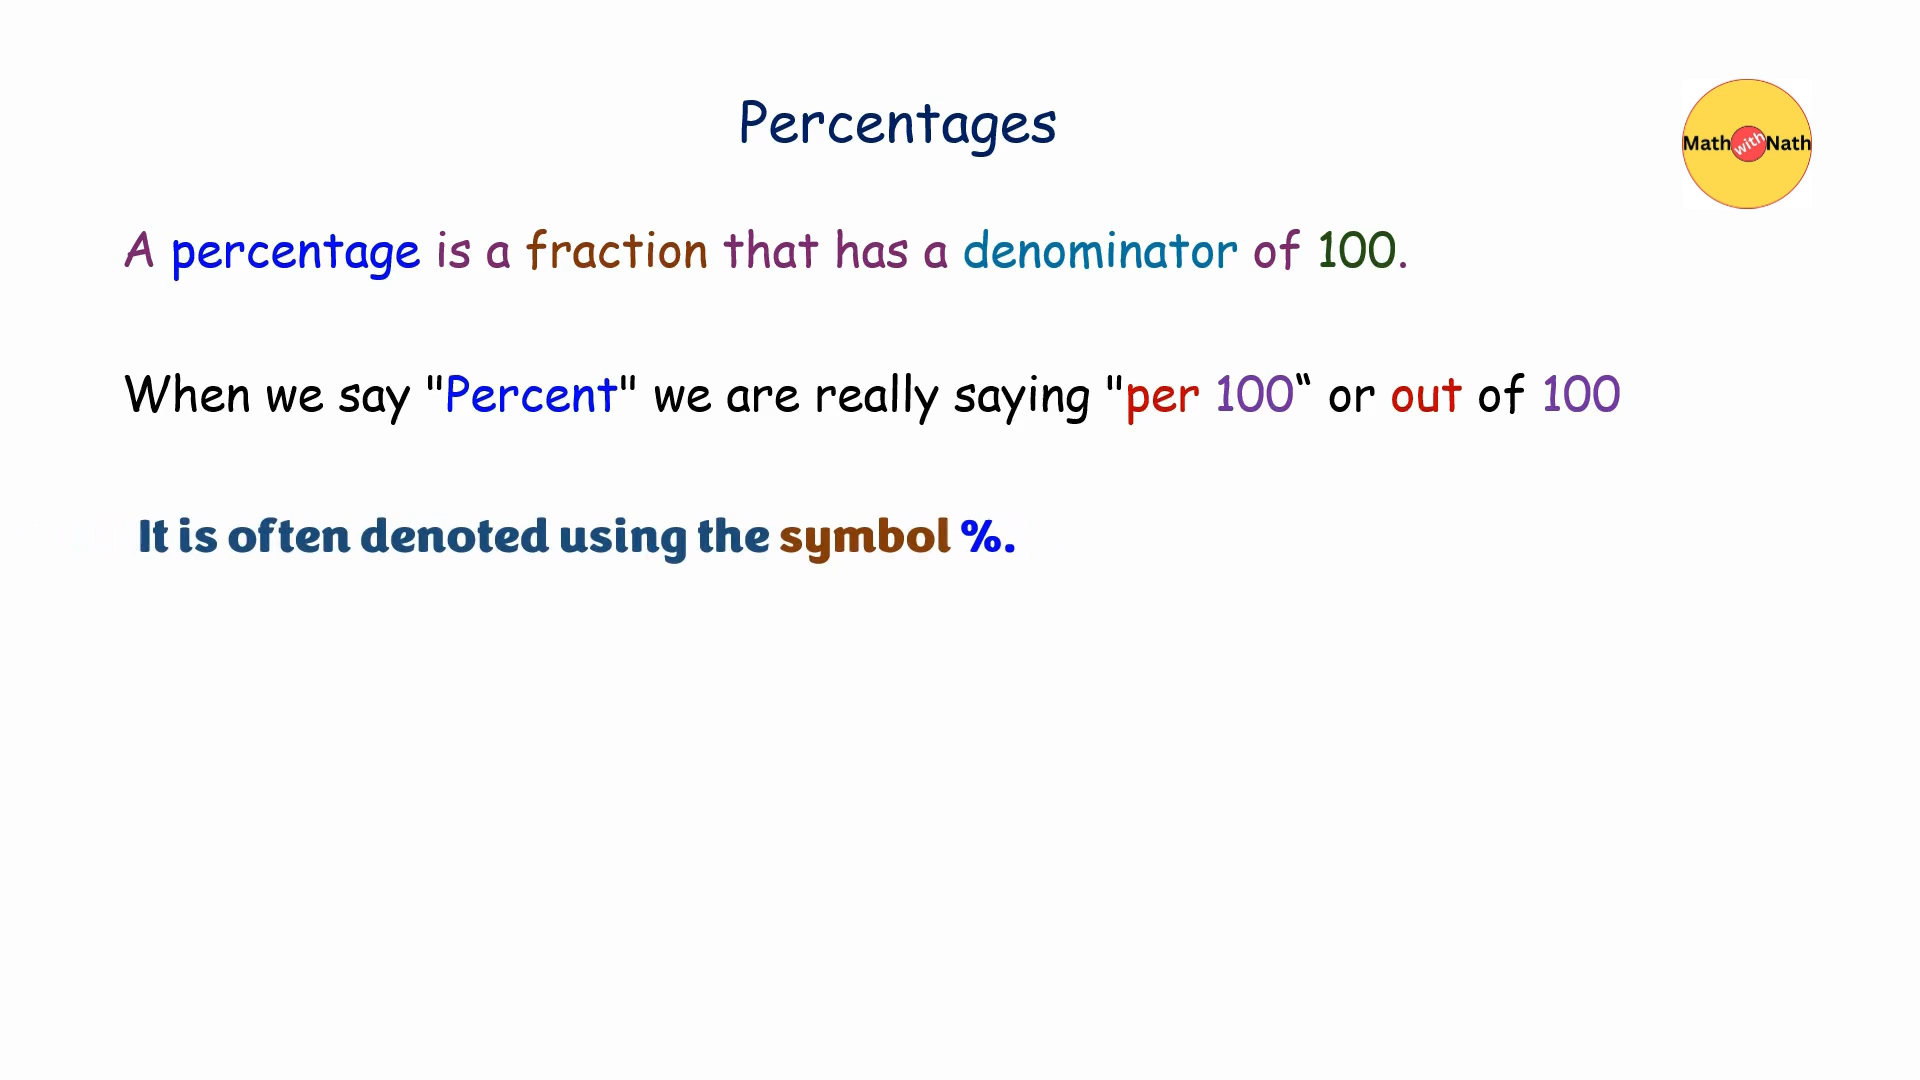 Percentages
Math with Nath
A percentage is a fraction that has a denominator of 100.
When we say "Percent" we are really saying "per 100“ or out of 100
It is often denoted using the symbol %.